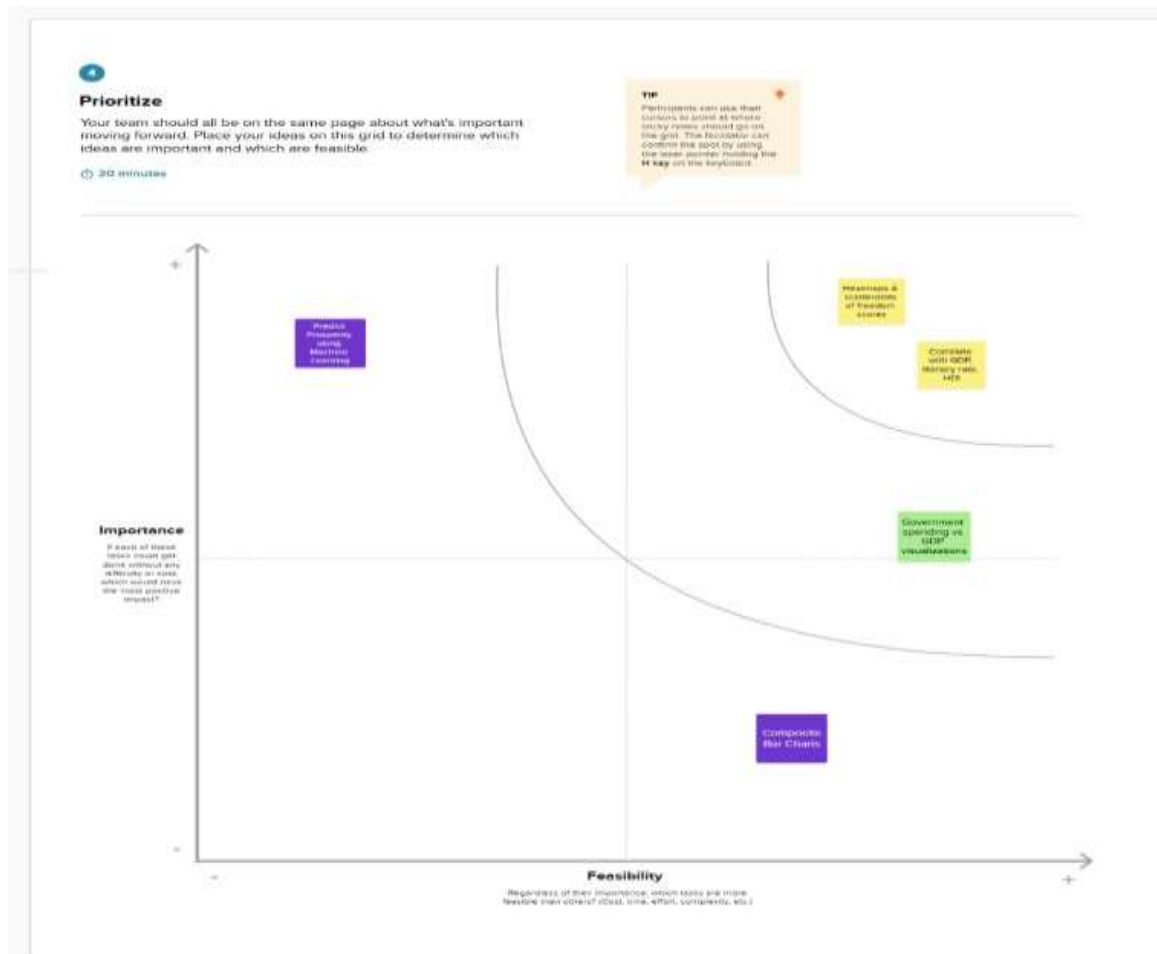 4
Prioritize
Your team should all be on the same page about what's important
moving forward. Place your ideas on this grid to determine which
ideas are important and which are feasible.
20 minutes
TIP
Participants can use their
cursors to point at where
sticky notes should go on
the grid. The facilitator can
confirm the spot by using
the laser pointer holding the
H key on the keyboard.
+
Heatmaps &
scatterplots
of freedom
scores
Predict
Prosperity
using
Machine
Learning
Correlate
with GDP,
literacy rate,
HDI
Government
spending vs
GDP
visualizations
Importance
If each of these
tasks could get
done without any
difficulty or cost,
which would have
the most positive
impact?
Composite
Bar Charts
-
-
Feasibility
+
Regardless of their importance, which tasks are more
feasible than others? (Cost, time, effort, complexity, etc.)